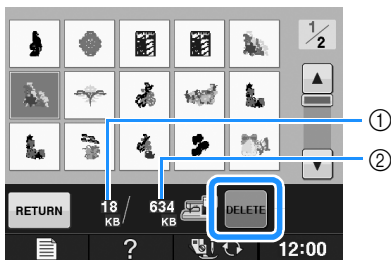 1/2
①
②
RETURN
18 KB / 634 KB
DELETE
?
12:00